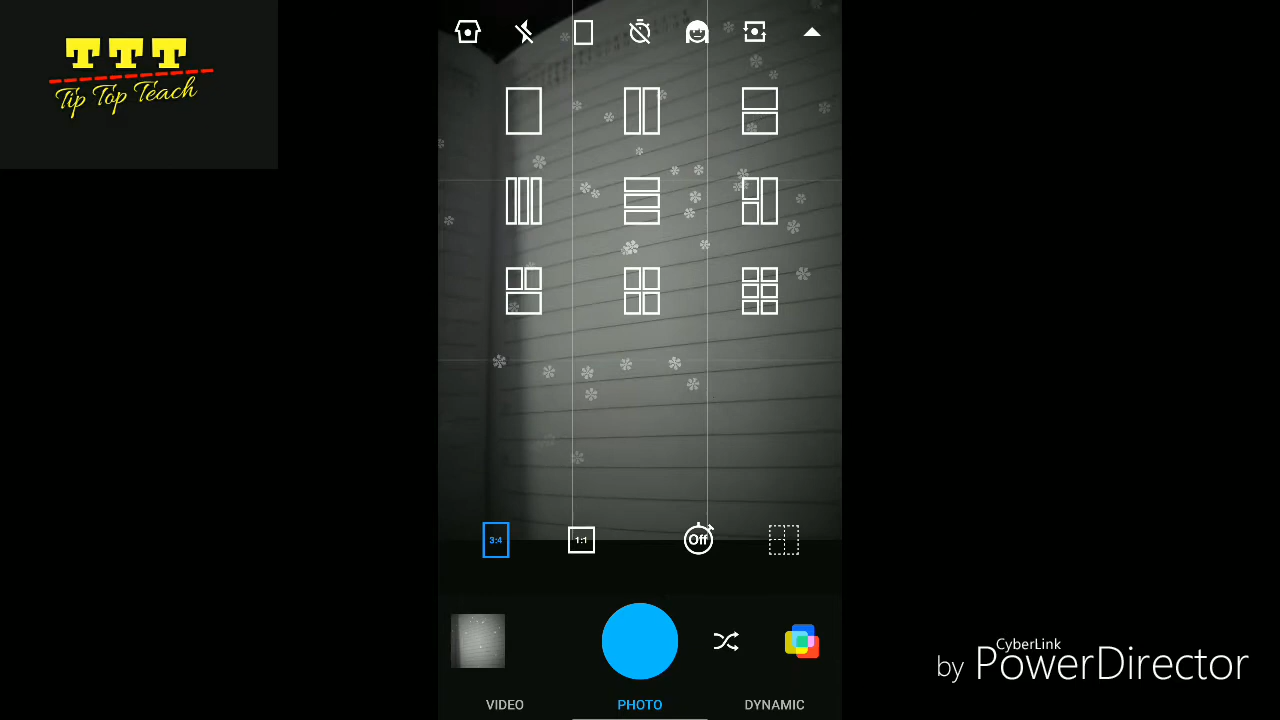 TTT
Tip Top Teach
3:4
1:1
Off
VIDEO
PHOTO
DYNAMIC
CyberLink
by PowerDirector